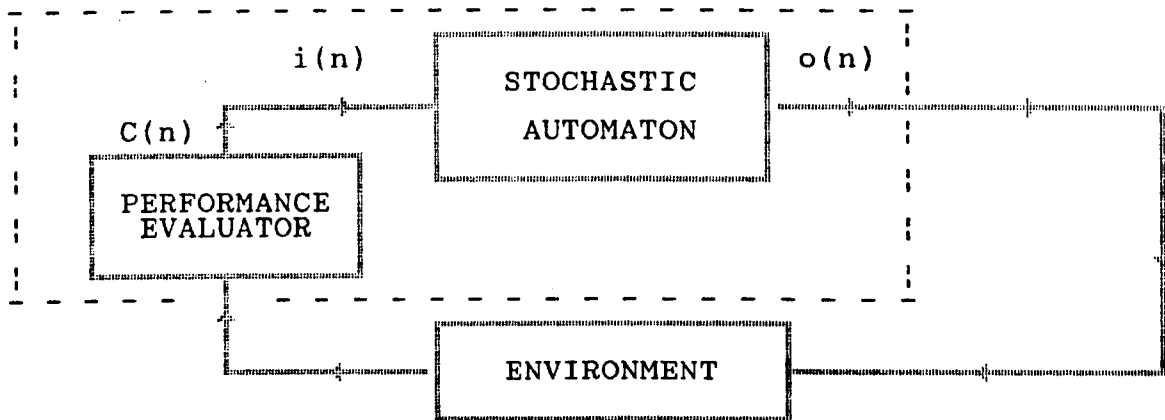 i(n)
o(n)
STOCHASTIC
AUTOMATON
C(n)
PERFORMANCE
EVALUATOR
ENVIRONMENT